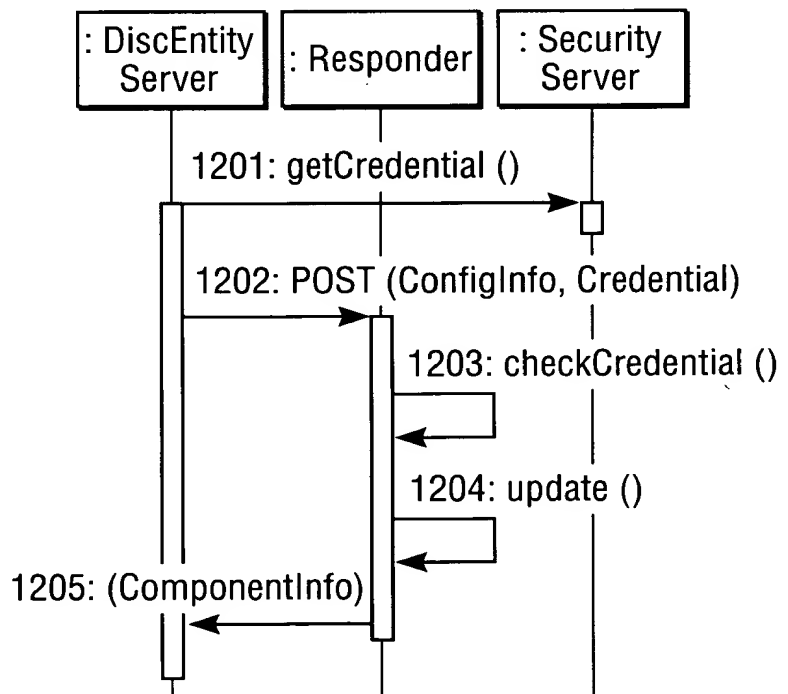 : DiscEntity
Server
: Responder
: Security
Server
1201: getCredential ()
1202: POST (ConfigInfo, Credential)
1203: checkCredential ()
1204: update ()
1205: (ComponentInfo)